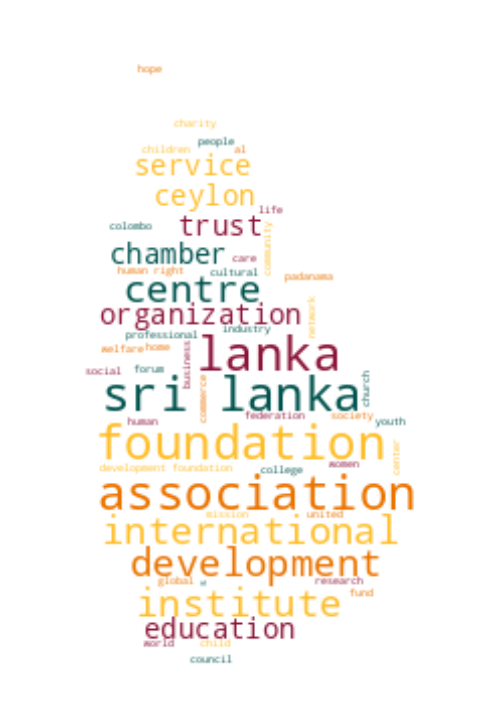 hope
charity
people
children al
service
ceylon
life
trust
colombo
community
chamber care
human right cultural
padanama
centre
network
organization
industry
professional
lanka
welfare home
business
social forum
church
sri lanka
commerce
federation society
human youth
foundation
center
women
development foundation college
association
mission united
international
development
global st research
fund
institute
education
world child
council